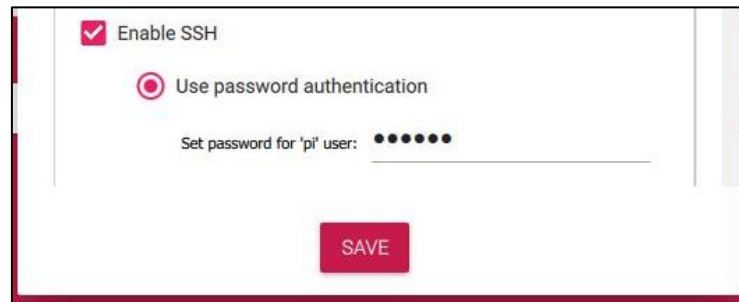 Enable SSH
Use password authentication
Set password for 'pi' user: ●●●●●●
SAVE